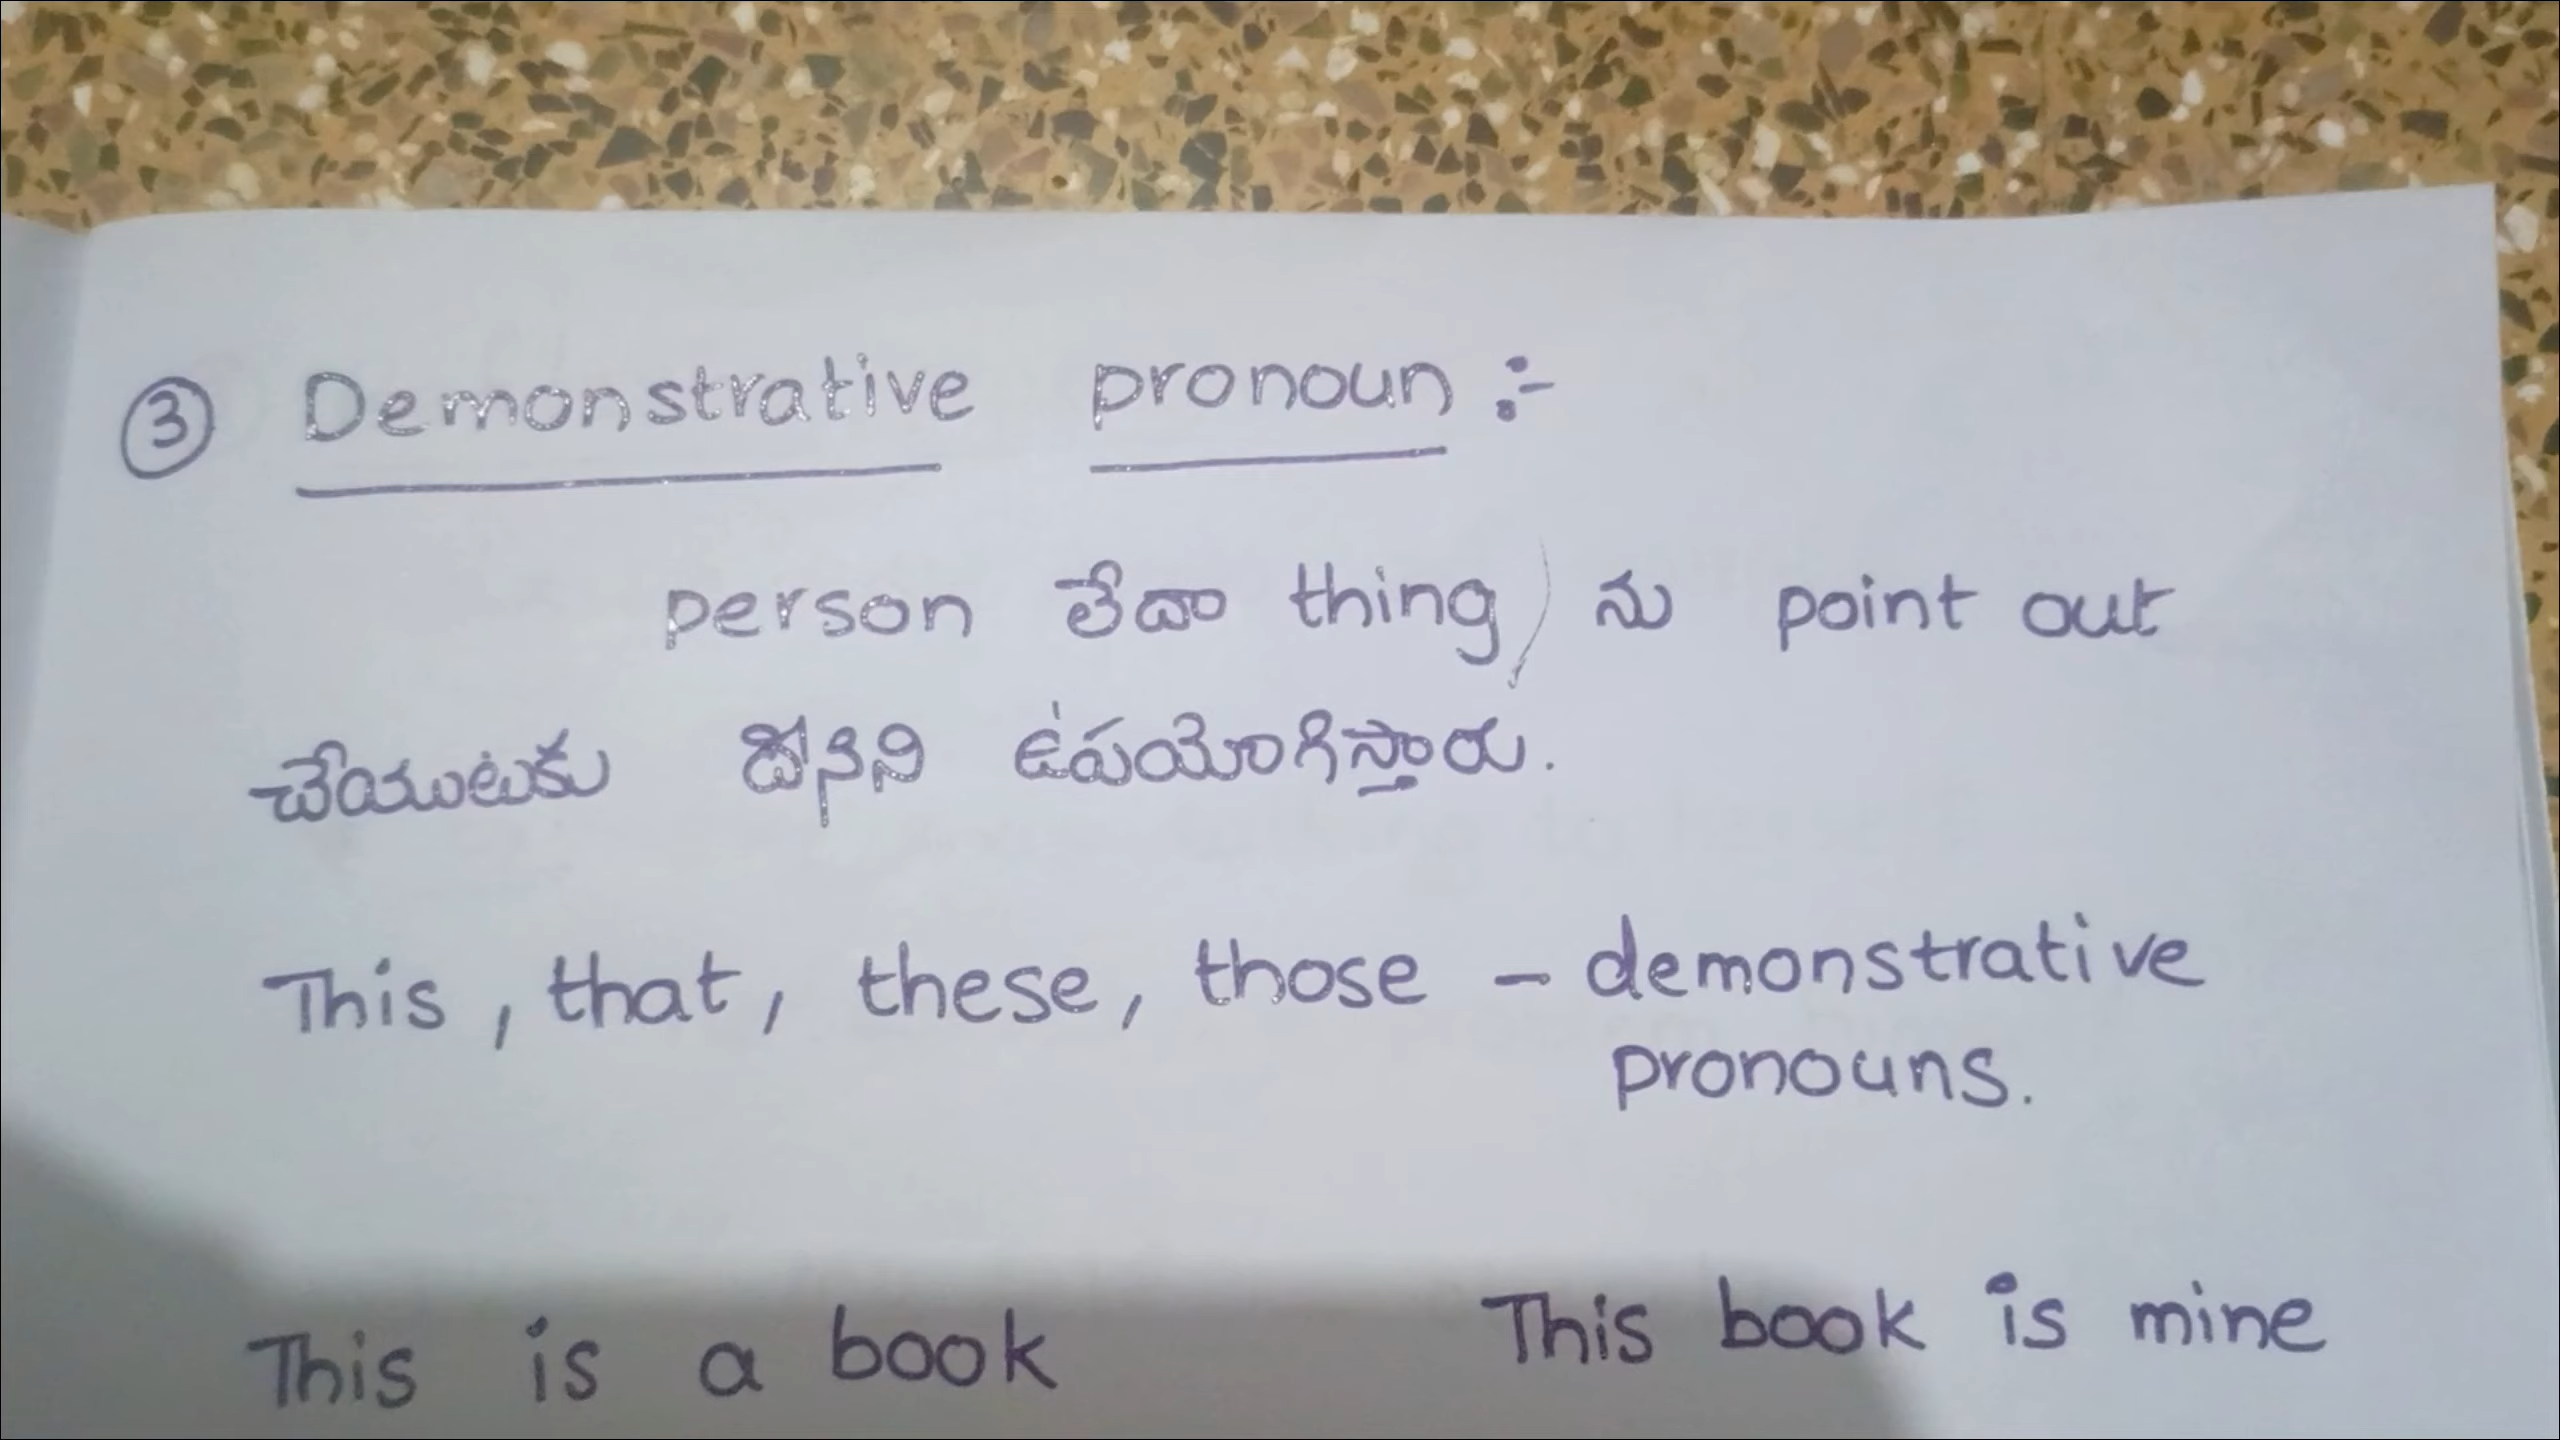 ③ Demonstrative pronoun :-
person లేదా thing ను point out
చేయుటకు దీనిని ఉపయోగిస్తారు.
This, that, these, those - demonstrative
pronouns.
This is a book This book is mine